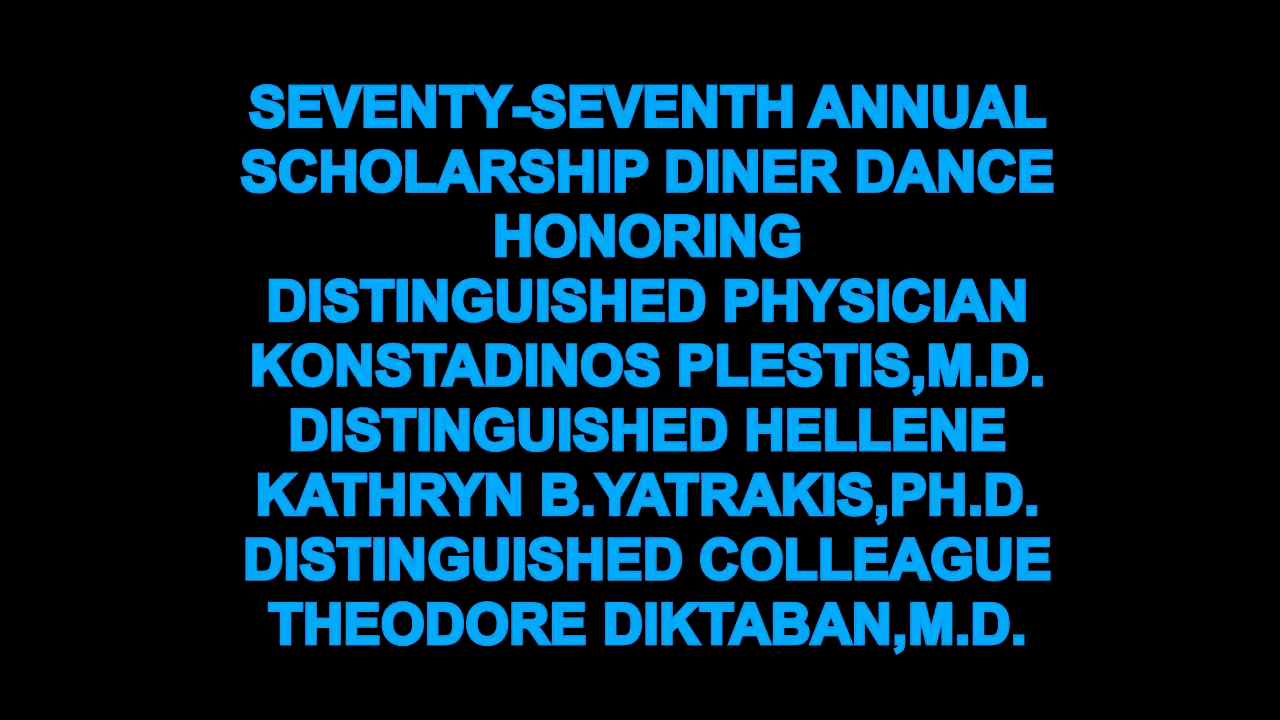 SEVENTY-SEVENTH ANNUAL
SCHOLARSHIP DINER DANCE
HONORING
DISTINGUISHED PHYSICIAN
KONSTADINOS PLESTIS,M.D.
DISTINGUISHED HELLENE
KATHRYN B.YATRAKIS,PH.D.
DISTINGUISHED COLLEAGUE
THEODORE DIKTABAN,M.D.